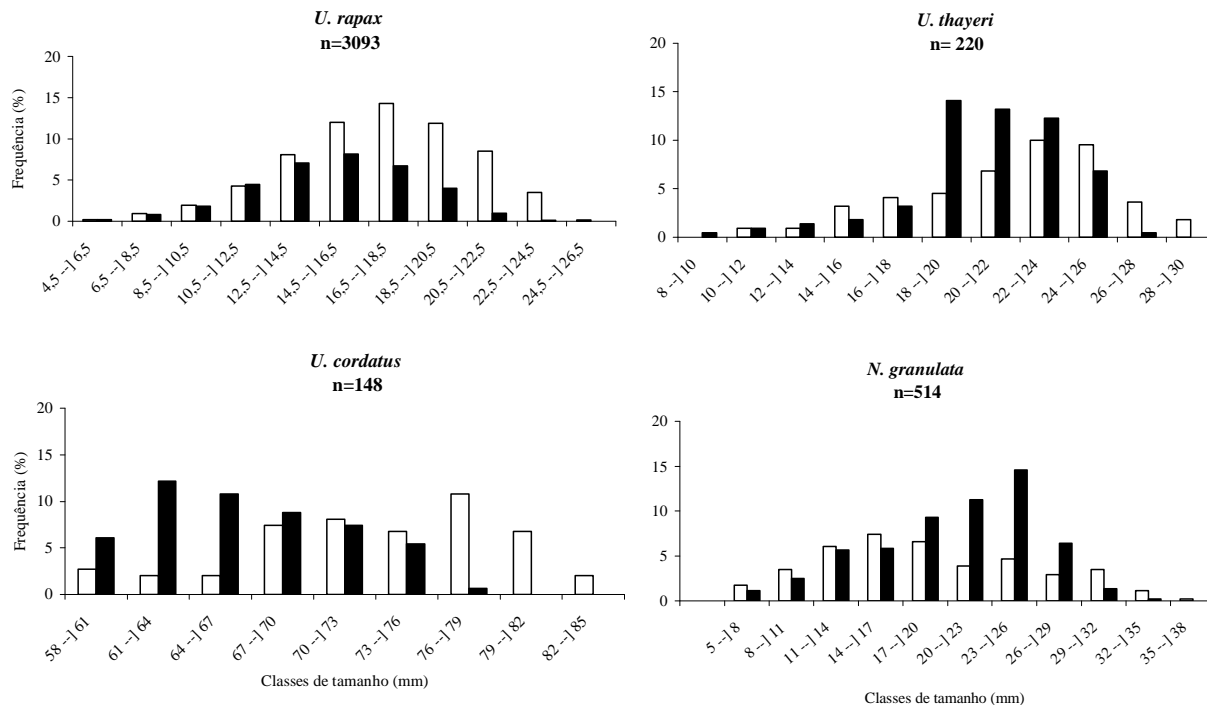 U. rapax
n=3093
20
15
10
5
0
Frequência (%)
4,5 --| 6,5
6,5 --| 8,5
8,5 --| 10,5
10,5 --| 12,5
12,5 --| 14,5
14,5 --| 16,5
16,5 --| 18,5
18,5 --| 20,5
20,5 --| 22,5
22,5 --| 24,5
24,5 --| 26,5
U. thayeri
n= 220
20
15
10
5
0
8 --| 10
10 --| 12
12 --| 14
14 --| 16
16 --| 18
18 --| 20
20 --| 22
22 --| 24
24 --| 26
26 --| 28
28 --| 30
U. cordatus
n=148
20
15
10
5
0
Frequência (%)
58 --| 61
61 --| 64
64 --| 67
67 --| 70
70 --| 73
73 --| 76
76 --| 79
79 --| 82
82 --| 85
Classes de tamanho (mm)
N. granulata
n=514
20
15
10
5
0
5 --| 8
8 --| 11
11 --| 14
14 --| 17
17 --| 20
20 --| 23
23 --| 26
26 --| 29
29 --| 32
32 --| 35
35 --| 38
Classes de tamanho (mm)